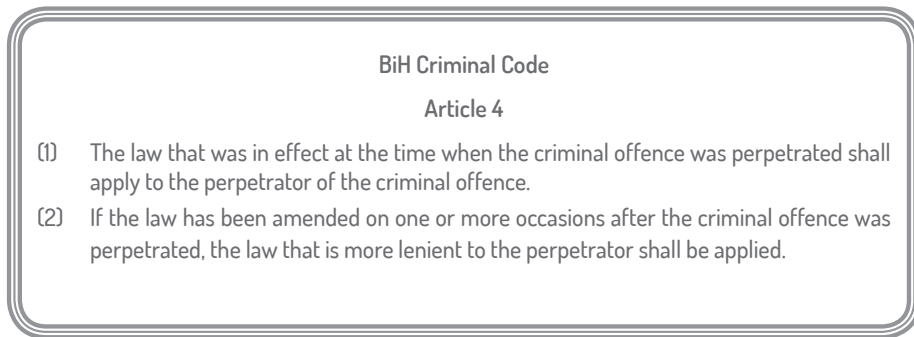 BiH Criminal Code
Article 4
(1) The law that was in effect at the time when the criminal offence was perpetrated shall
apply to the perpetrator of the criminal offence.
(2) If the law has been amended on one or more occasions after the criminal offence was
perpetrated, the law that is more lenient to the perpetrator shall be applied.